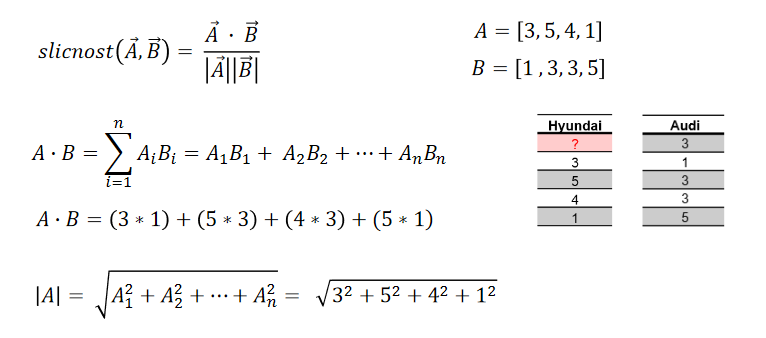 slicnost(A⃗, B⃗) = A⃗ · B⃗ / |A⃗||B⃗|
A = [3, 5, 4, 1]
B = [1 , 3, 3, 5]
A · B = ∑_{i=1}^{n} A_iB_i = A_1B_1 + A_2B_2 + ⋯ + A_nB_n
A · B = (3 * 1) + (5 * 3) + (4 * 3) + (5 * 1)
|A| = √(A_1^2 + A_2^2 + ⋯ + A_n^2) = √(3^2 + 5^2 + 4^2 + 1^2)
Hyundai
?
3
5
4
1
Audi
3
1
3
3
5